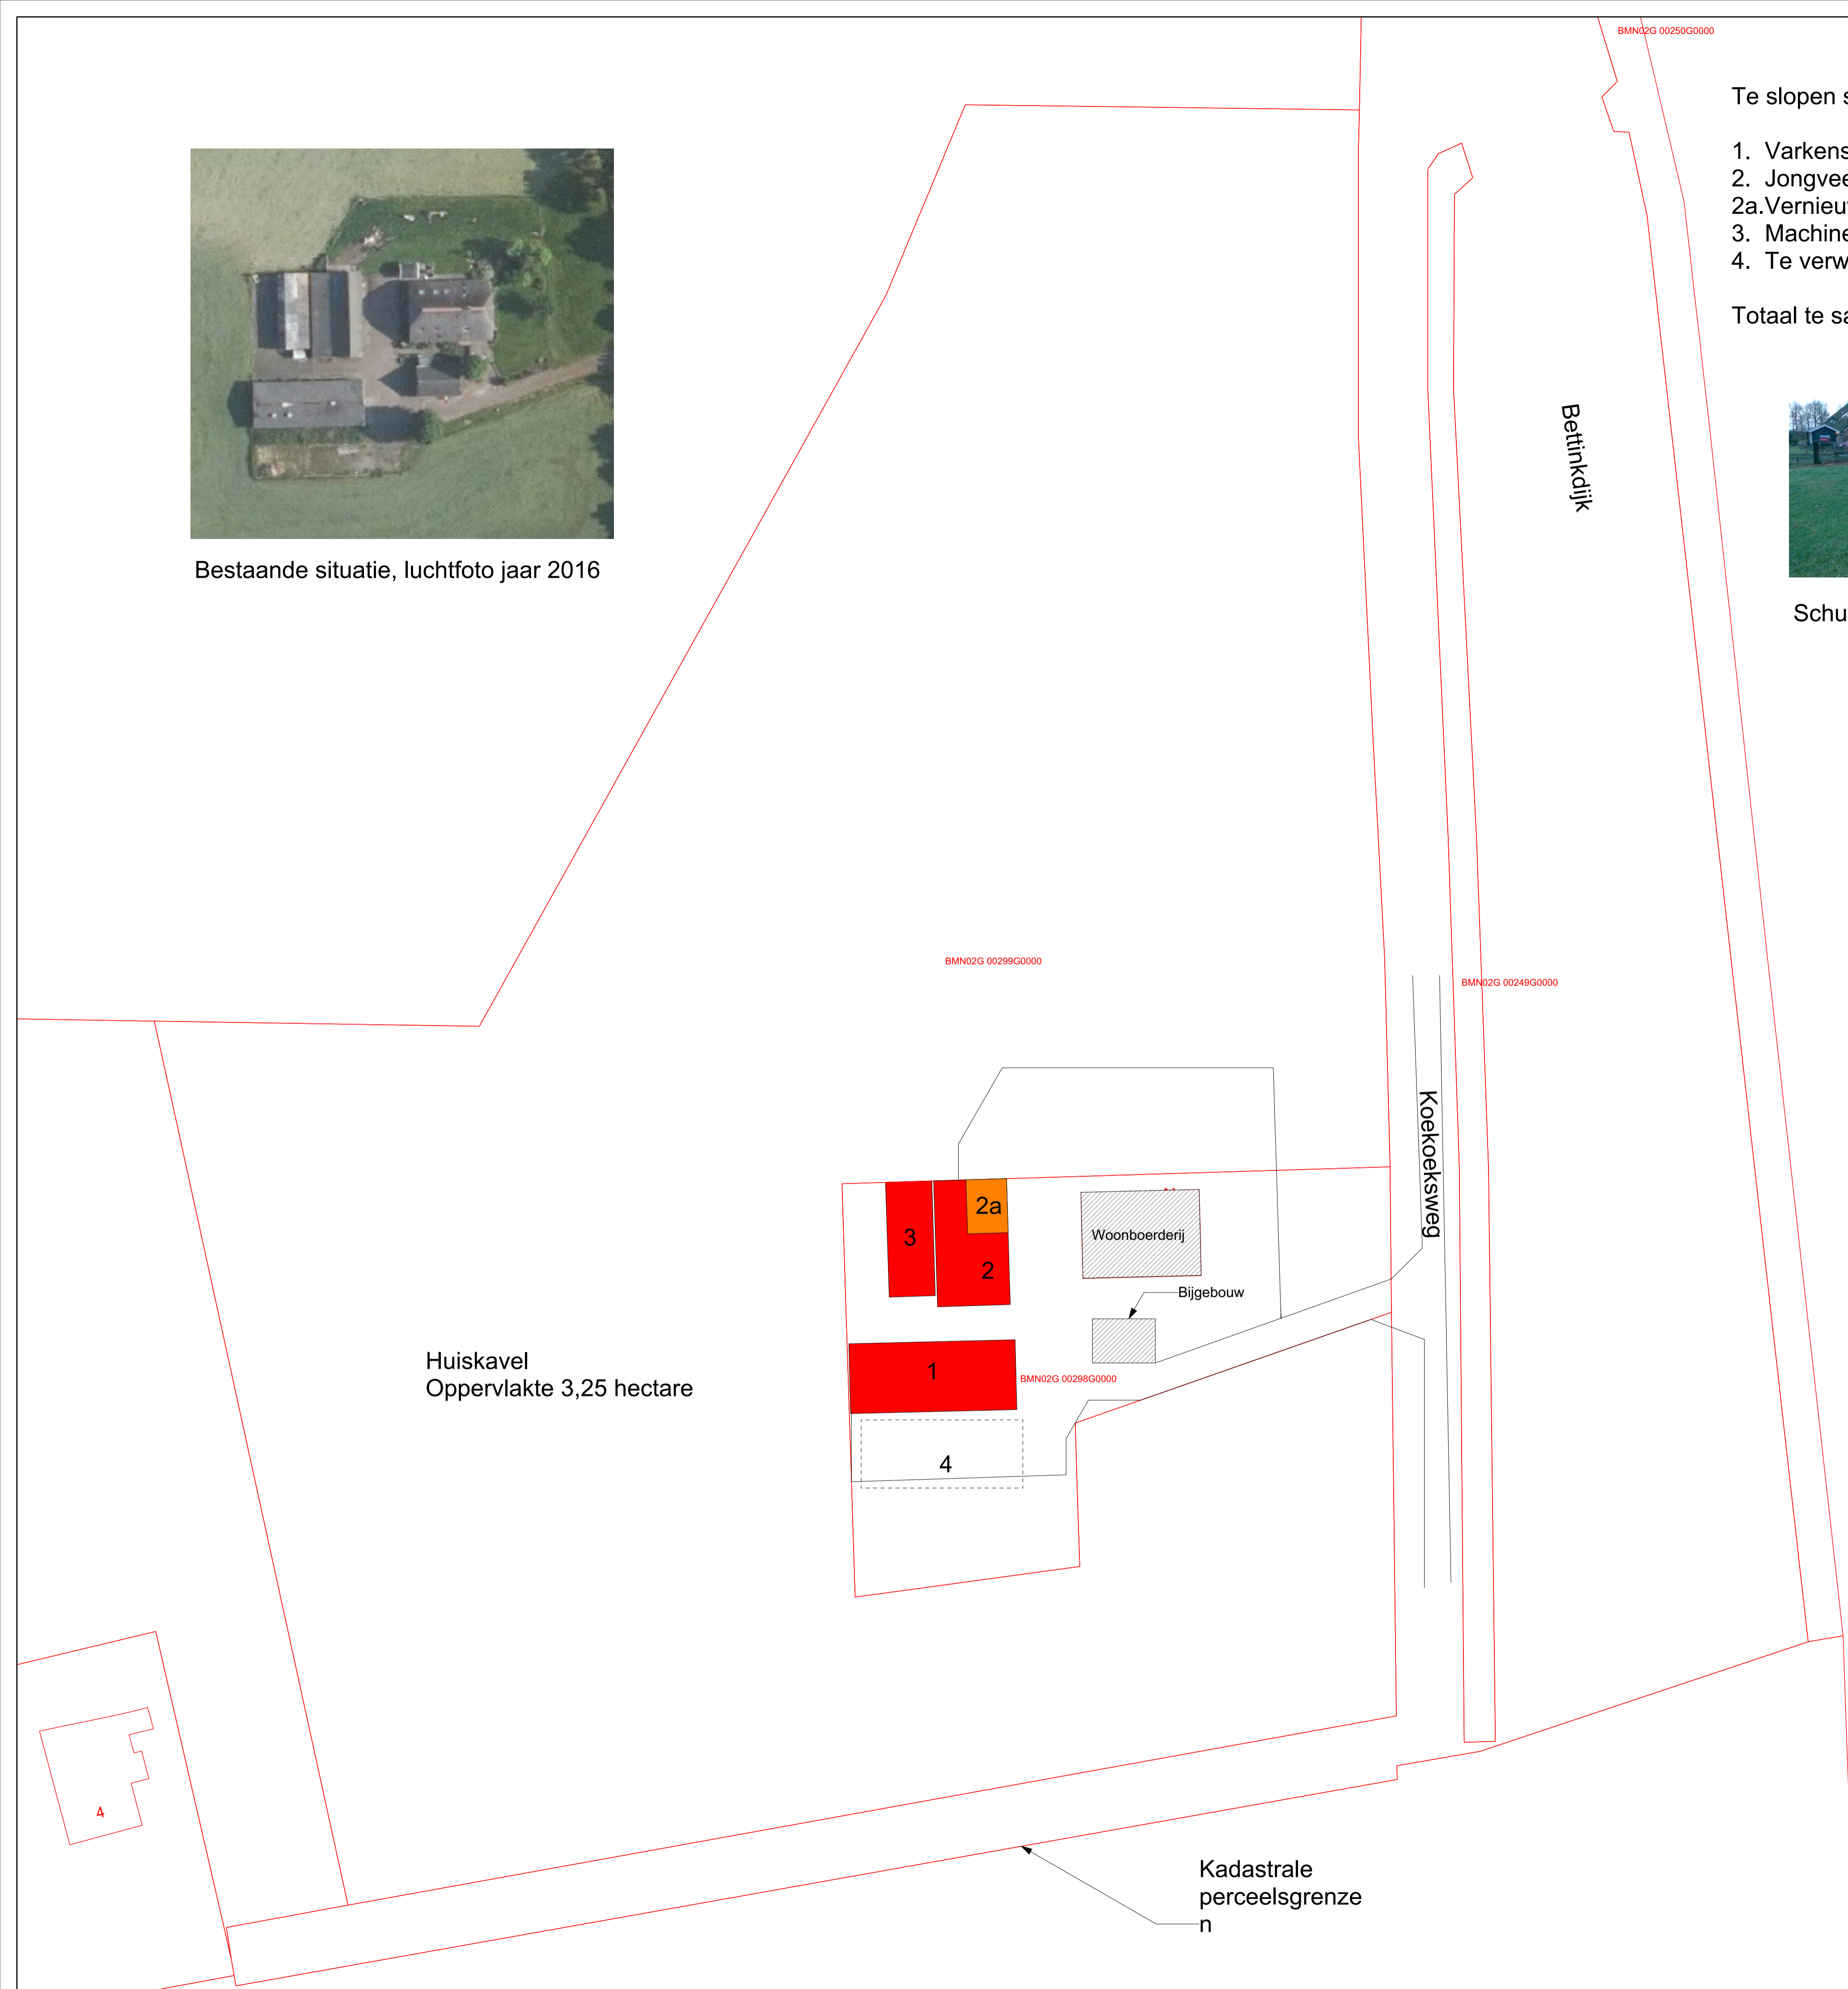 BMN02G 00250G0000
Te slopen s
1. Varkens
2. Jongvee
2a.Vernieu
3. Machine
4. Te verw
Totaal te sa
Bestaande situatie, luchtfoto jaar 2016
Bettinkdijk
Schu
BMN02G 00299G0000
BMN02G 00249G0000
Koekoeksweg
2a
3
Woonboerderij
2
Bijgebouw
Huiskavel
Oppervlakte 3,25 hectare
1
BMN02G 00298G0000
4
4
Kadastrale
perceelsgrenze
n